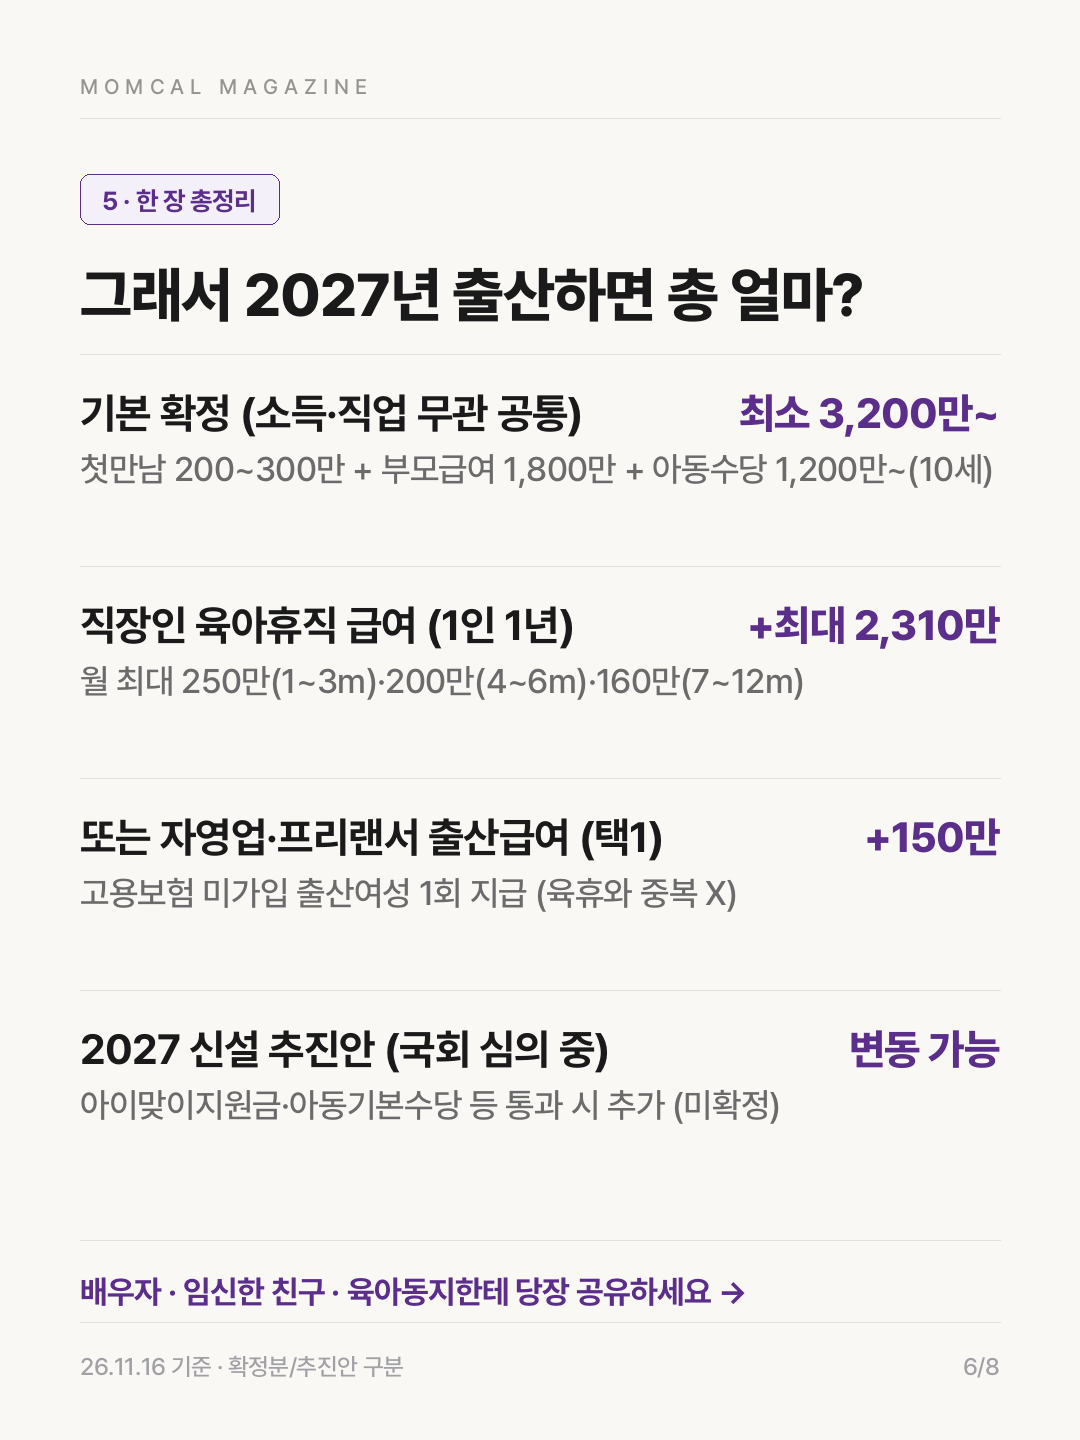 MOMCAL MAGAZINE
5 · 한 장 총정리
그래서 2027년 출산하면 총 얼마?
기본 확정 (소득·직업 무관 공통) 최소 3,200만~
첫만남 200~300만 + 부모급여 1,800만 + 아동수당 1,200만~(10세)
직장인 육아휴직 급여 (1인 1년) +최대 2,310만
월 최대 250만(1~3m)·200만(4~6m)·160만(7~12m)
또는 자영업·프리랜서 출산급여 (택1) +150만
고용보험 미가입 출산여성 1회 지급 (육휴와 중복 X)
2027 신설 추진안 (국회 심의 중) 변동 가능
아이맞이지원금·아동기본수당 등 통과 시 추가 (미확정)
배우자 · 임신한 친구 · 육아동지한테 당장 공유하세요 →
26.11.16 기준 · 확정분/추진안 구분 6/8